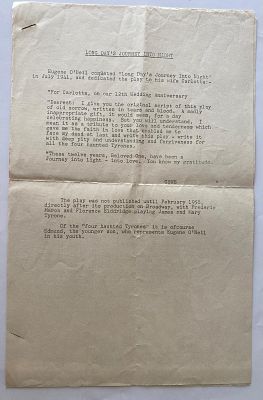 LONG DAY'S JOURNEY INTO NIGHT
Eugene O'Neil completed "Long Day's Journey Into Night"
in July 1941, and dedicated the play to his wife Carlotta:-
"For Carlotta, on our 12th Wedding Anniversary
"Dearest: I give you the original script of this play
of old sorrow, written in tears and blood. A sadly
inappropriate gift, it would seem, for a day
celebrating happiness. But you will understand. I
mean it as a tribute to your love and tenderness which
gave me the faith in love that enabled me to
face my dead at last and write this play - write it
with deep pity and understanding and forgiveness for
all the four haunted Tyrones.
"These twelve years, Beloved One, have been a
Journey into light - into love. You know my gratitude.
GENE
The play was not published until February 1956
directly after its production on Broadway, with Frederic
March and Florence Elddridge playing James and Mary
Tyrone.
Of the "four haunted Tyrones" it is ofcourse
Edmund, the younger son, who represents Eugene O'Neil
in his youth.